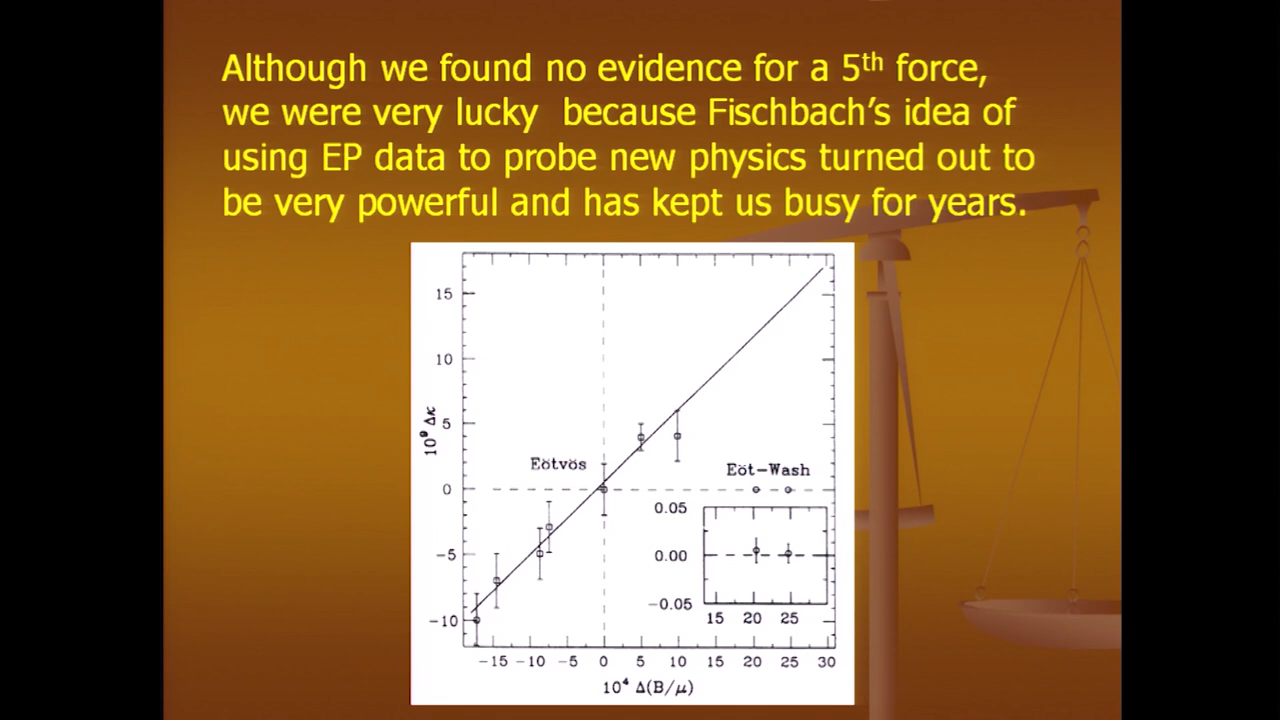 Although we found no evidence for a 5th force,
we were very lucky because Fischbach's idea of
using EP data to probe new physics turned out to
be very powerful and has kept us busy for years.
15
10
5
0
-5
-10
10⁹ Δκ
Eötvös
Eöt-Wash
0.05
0.00
-0.05
15 20 25
-15 -10 -5 0 5 10 15 20 25 30
10⁴ Δ(B/μ)